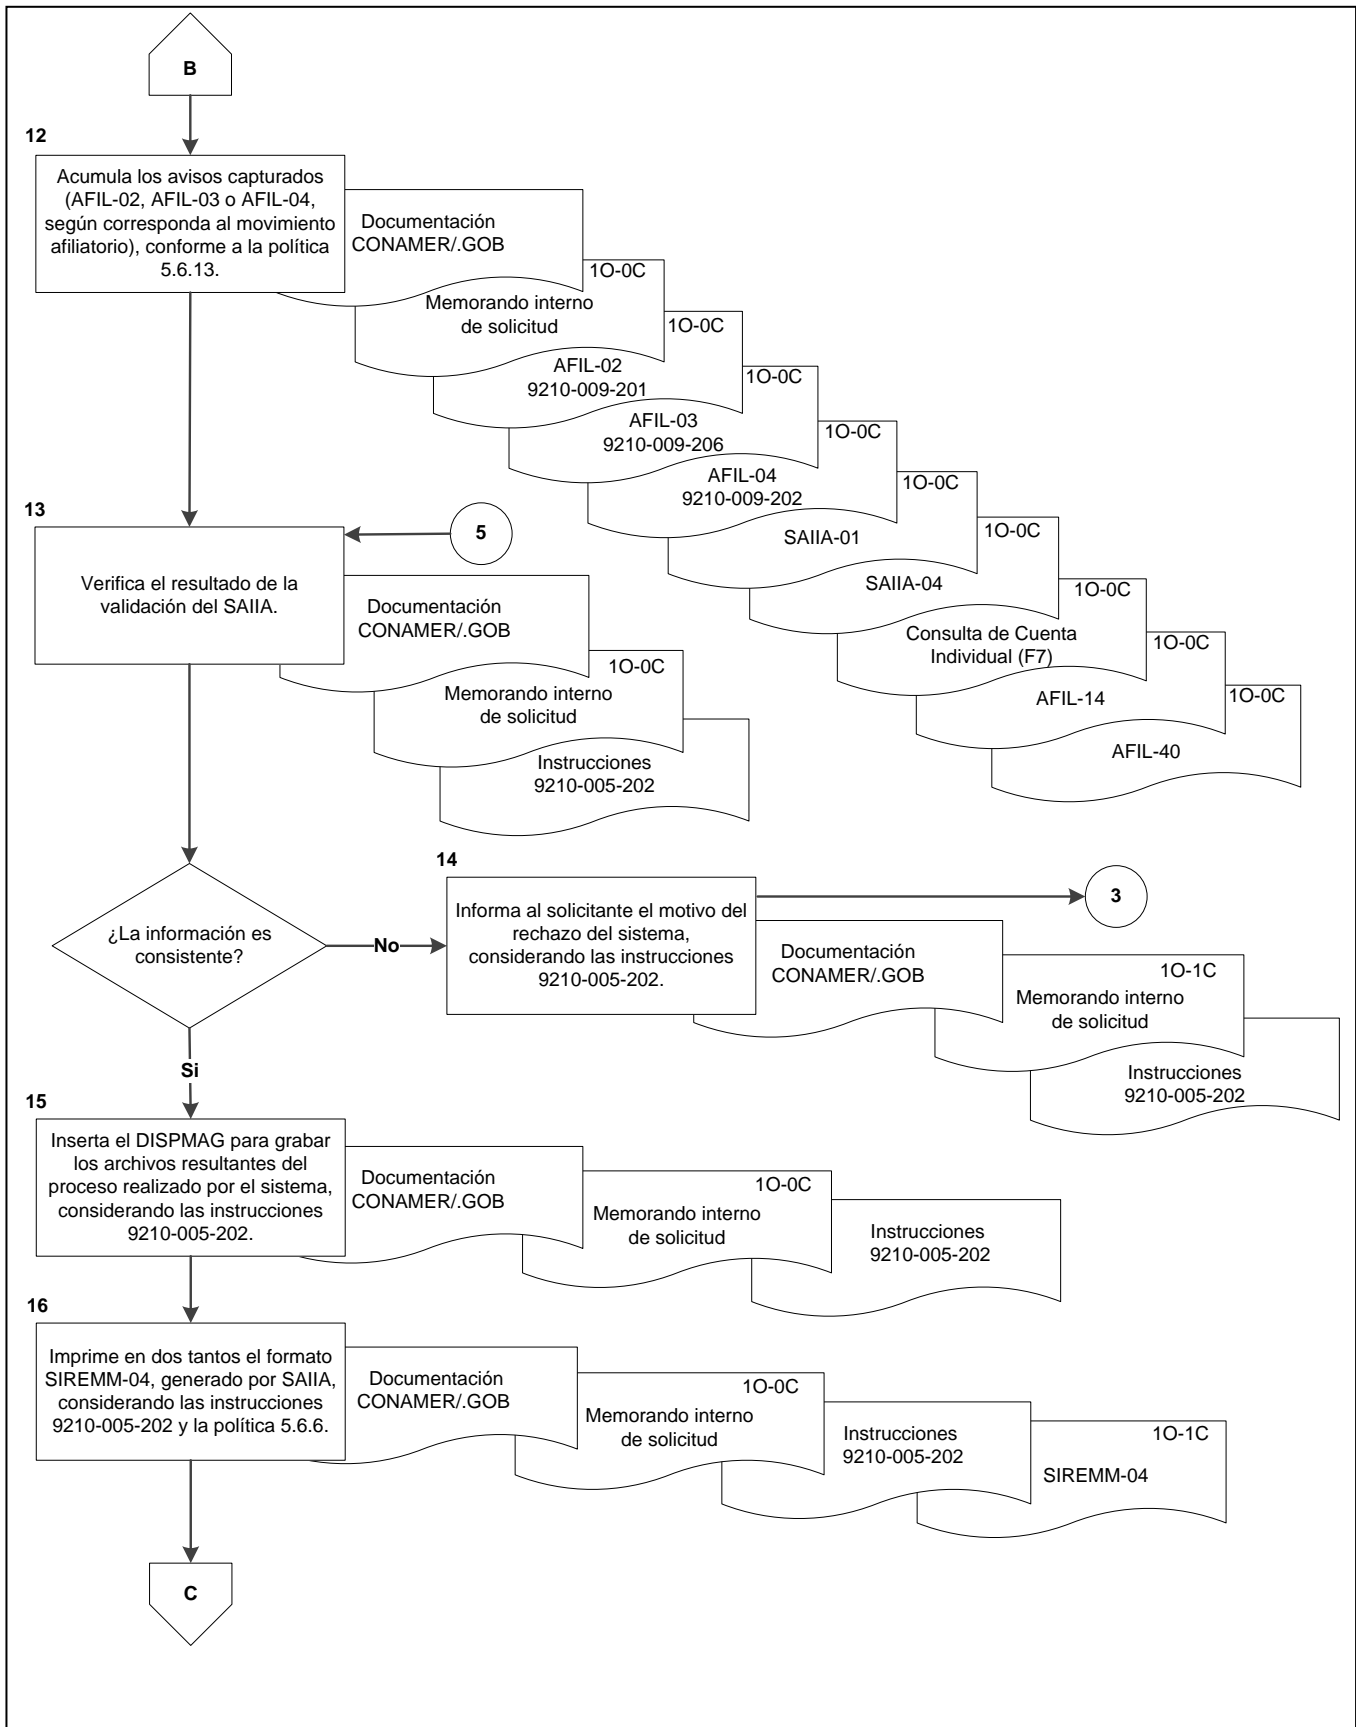 B
12
Acumula los avisos capturados
(AFIL-02, AFIL-03 o AFIL-04,
según corresponda al movimiento
afiliatorio), conforme a la política
5.6.13.
Documentación
CONAMER/.GOB
1O-0C
Memorando interno
de solicitud
1O-0C
AFIL-02
9210-009-201
1O-0C
AFIL-03
9210-009-206
1O-0C
AFIL-04
9210-009-202
1O-0C
SAIIA-01
1O-0C
SAIIA-04
1O-0C
Consulta de Cuenta
Individual (F7)
1O-0C
AFIL-14
1O-0C
AFIL-40
13
5
Verifica el resultado de la
validación del SAIIA.
Documentación
CONAMER/.GOB
1O-0C
Memorando interno
de solicitud
Instrucciones
9210-005-202
¿La información es
consistente?
No
14
Informa al solicitante el motivo del
rechazo del sistema,
considerando las instrucciones
9210-005-202.
3
Documentación
CONAMER/.GOB
1O-1C
Memorando interno
de solicitud
Instrucciones
9210-005-202
Si
15
Inserta el DISPMAG para grabar
los archivos resultantes del
proceso realizado por el sistema,
considerando las instrucciones
9210-005-202.
Documentación
CONAMER/.GOB
1O-0C
Memorando interno
de solicitud
Instrucciones
9210-005-202
16
Imprime en dos tantos el formato
SIREMM-04, generado por SAIIA,
considerando las instrucciones
9210-005-202 y la política 5.6.6.
Documentación
CONAMER/.GOB
1O-0C
Memorando interno
de solicitud
Instrucciones
9210-005-202
1O-1C
SIREMM-04
C